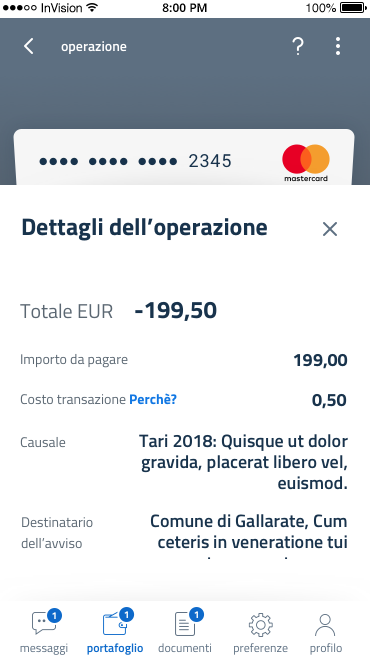 ●●●○○ InVision 8:00 PM 100%
operazione ?
●●●● ●●●● ●●●● 2345
mastercard
Dettagli dell’operazione
Totale EUR -199,50
Importo da pagare 199,00
Costo transazione Perchè? 0,50
Causale Tari 2018: Quisque ut dolor
gravida, placerat libero vel,
euismod.
Destinatario Comune di Gallarate, Cum
dell’avviso ceteris in veneratione tui
1 1 1
messaggi portafoglio documenti preferenze profilo